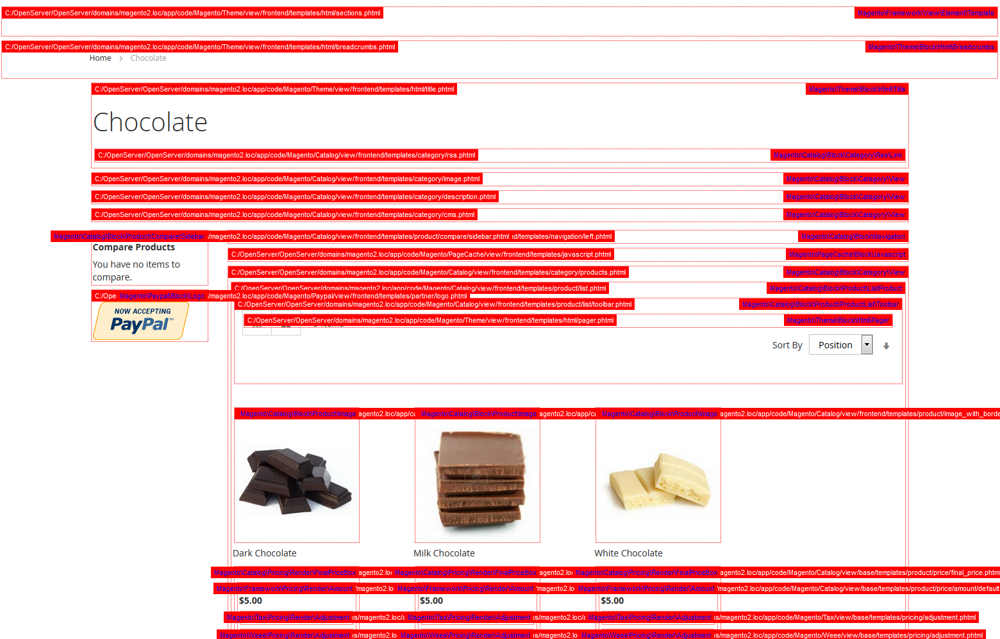 C:/OpenServer/OpenServer/domains/magento2.loc/app/code/Magento/Theme/view/frontend/templates/html/sections.phtml Magento\Framework\View\Element\Template
C:/OpenServer/OpenServer/domains/magento2.loc/app/code/Magento/Theme/view/frontend/templates/html/breadcrumbs.phtml Magento\Theme\Block\Html\Breadcrumbs
Home > Chocolate
C:/OpenServer/OpenServer/domains/magento2.loc/app/code/Magento/Theme/view/frontend/templates/html/title.phtml Magento\Theme\Block\Html\Title
Chocolate
C:/OpenServer/OpenServer/domains/magento2.loc/app/code/Magento/Catalog/view/frontend/templates/category/rss.phtml Magento\Catalog\Block\Category\Rss\Link
C:/OpenServer/OpenServer/domains/magento2.loc/app/code/Magento/Catalog/view/frontend/templates/category/image.phtml Magento\Catalog\Block\Category\View
C:/OpenServer/OpenServer/domains/magento2.loc/app/code/Magento/Catalog/view/frontend/templates/category/description.phtml Magento\Catalog\Block\Category\View
C:/OpenServer/OpenServer/domains/magento2.loc/app/code/Magento/Catalog/view/frontend/templates/category/cms.phtml Magento\Catalog\Block\Category\View
Magento\Catalog\Block\Product\Compare\Sidebar /magento2.loc/app/code/Magento/Catalog/view/frontend/templates/product/compare/sidebar.phtml id/templates/navigation/left.phtml Magento\Catalog\Block\Navigation
Compare Products
You have no items to
compare.
C:/OpenServer/OpenServer/domains/magento2.loc/app/code/Magento/PageCache/view/frontend/templates/javascript.phtml Magento\PageCache\Block\Javascript
C:/OpenServer/OpenServer/domains/magento2.loc/app/code/Magento/Catalog/view/frontend/templates/category/products.phtml Magento\Catalog\Block\Category\View
C:/OpenServer/OpenServer/domains/magento2.loc/app/code/Magento/Catalog/view/frontend/templates/product/list.phtml Magento\Catalog\Block\Product\ListProduct
C:/Ope Magento\Paypal\Block\Logo /magento2.loc/app/code/Magento/Paypal/view/frontend/templates/partner/logo.phtml
NOW ACCEPTING
PayPal™
C:/OpenServer/OpenServer/domains/magento2.loc/app/code/Magento/Catalog/view/frontend/templates/product/list/toolbar.phtml Magento\Catalog\Block\Product\ProductList\Toolbar
C:/OpenServer/OpenServer/domains/magento2.loc/app/code/Magento/Theme/view/frontend/templates/html/pager.phtml Magento\Theme\Block\Html\Pager
Sort By Position
Magento\Catalog\Block\Product\Image agento2.loc/app/co Magento\Catalog\Block\Product\Image agento2.loc/app/co Magento\Catalog\Block\Product\Image agento2.loc/app/code/Magento/Catalog/view/frontend/templates/product/image_with_borde
Dark Chocolate Milk Chocolate White Chocolate
Magento\Catalog\Pricing\Render\FinalPriceBox agento2.loc Magento\Catalog\Pricing\Render\FinalPriceBox agento2.loc Magento\Catalog\Pricing\Render\FinalPriceBox agento2.loc/app/code/Magento/Catalog/view/base/templates/product/price/final_price.phtm
Magento\Framework\Pricing\Render\Amount /magento2.lo Magento\Framework\Pricing\Render\Amount /magento2.lo Magento\Framework\Pricing\Render\Amount /magento2.loc/app/code/Magento/Catalog/view/base/templates/product/price/amount/default
$5.00 $5.00 $5.00
Magento\Tax\Pricing\Render\Adjustment is/magento2.loc/a Magento\Tax\Pricing\Render\Adjustment is/magento2.loc/a Magento\Tax\Pricing\Render\Adjustment is/magento2.loc/app/code/Magento/Tax/view/base/templates/pricing/adjustment.phtml
Magento\Weee\Pricing\Render\Adjustment is/magento2.lo Magento\Weee\Pricing\Render\Adjustment is/magento2.lo Magento\Weee\Pricing\Render\Adjustment is/magento2.loc/app/code/Magento/Weee/view/base/templates/pricing/adjustment.phtml